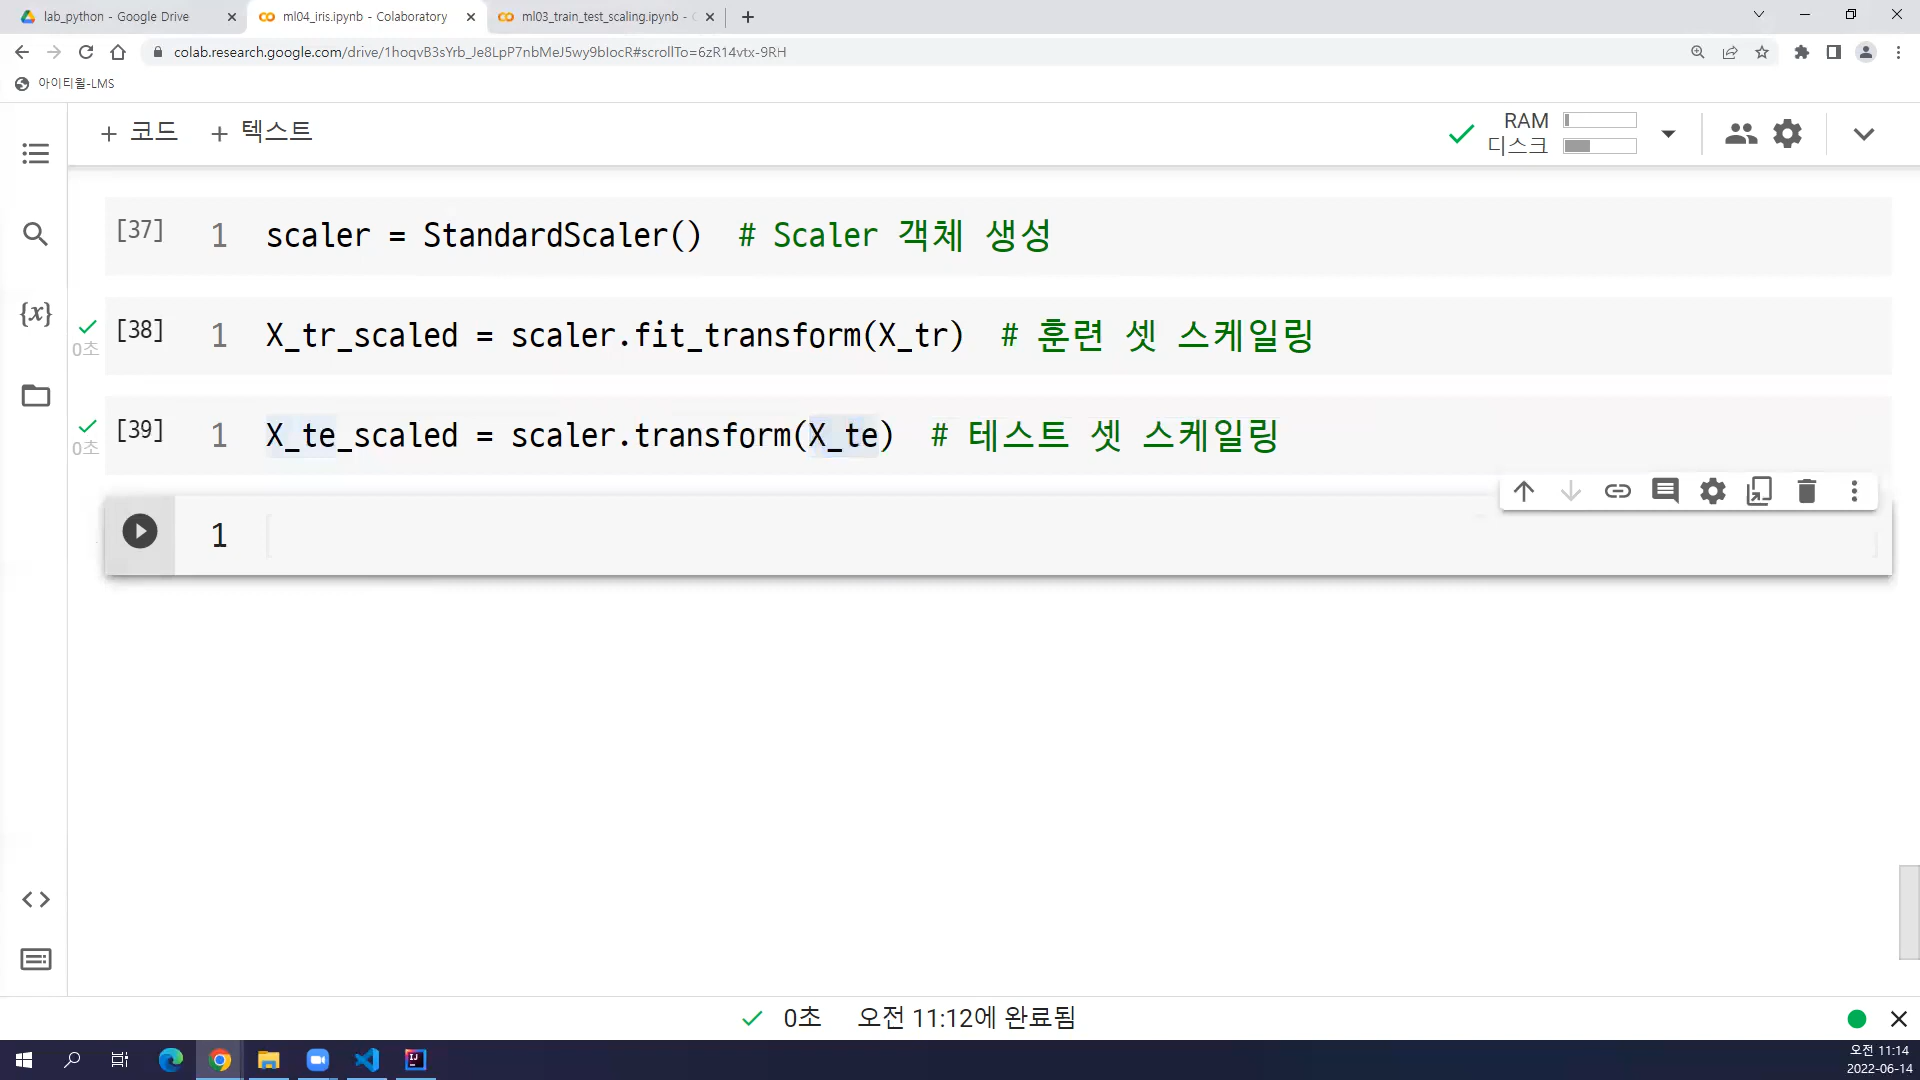 lab_python - Google Drive
ml04_iris.ipynb - Colaboratory
ml03_train_test_scaling.ipynb -
colab.research.google.com/drive/1hoqvB3sYrb_Je8LpP7nbMeJ5wy9bIocR#scrollTo=6zR14vtx-9RH
아이티윌-LMS
+ 코드 + 텍스트
RAM
디스크
{x}
[37] 1 scaler = StandardScaler() # Scaler 객체 생성
[38] 1 X_tr_scaled = scaler.fit_transform(X_tr) # 훈련 셋 스케일링
0초
[39] 1 X_te_scaled = scaler.transform(X_te) # 테스트 셋 스케일링
0초
1
0초 오전 11:12에 완료됨
오전 11:14
2022-06-14